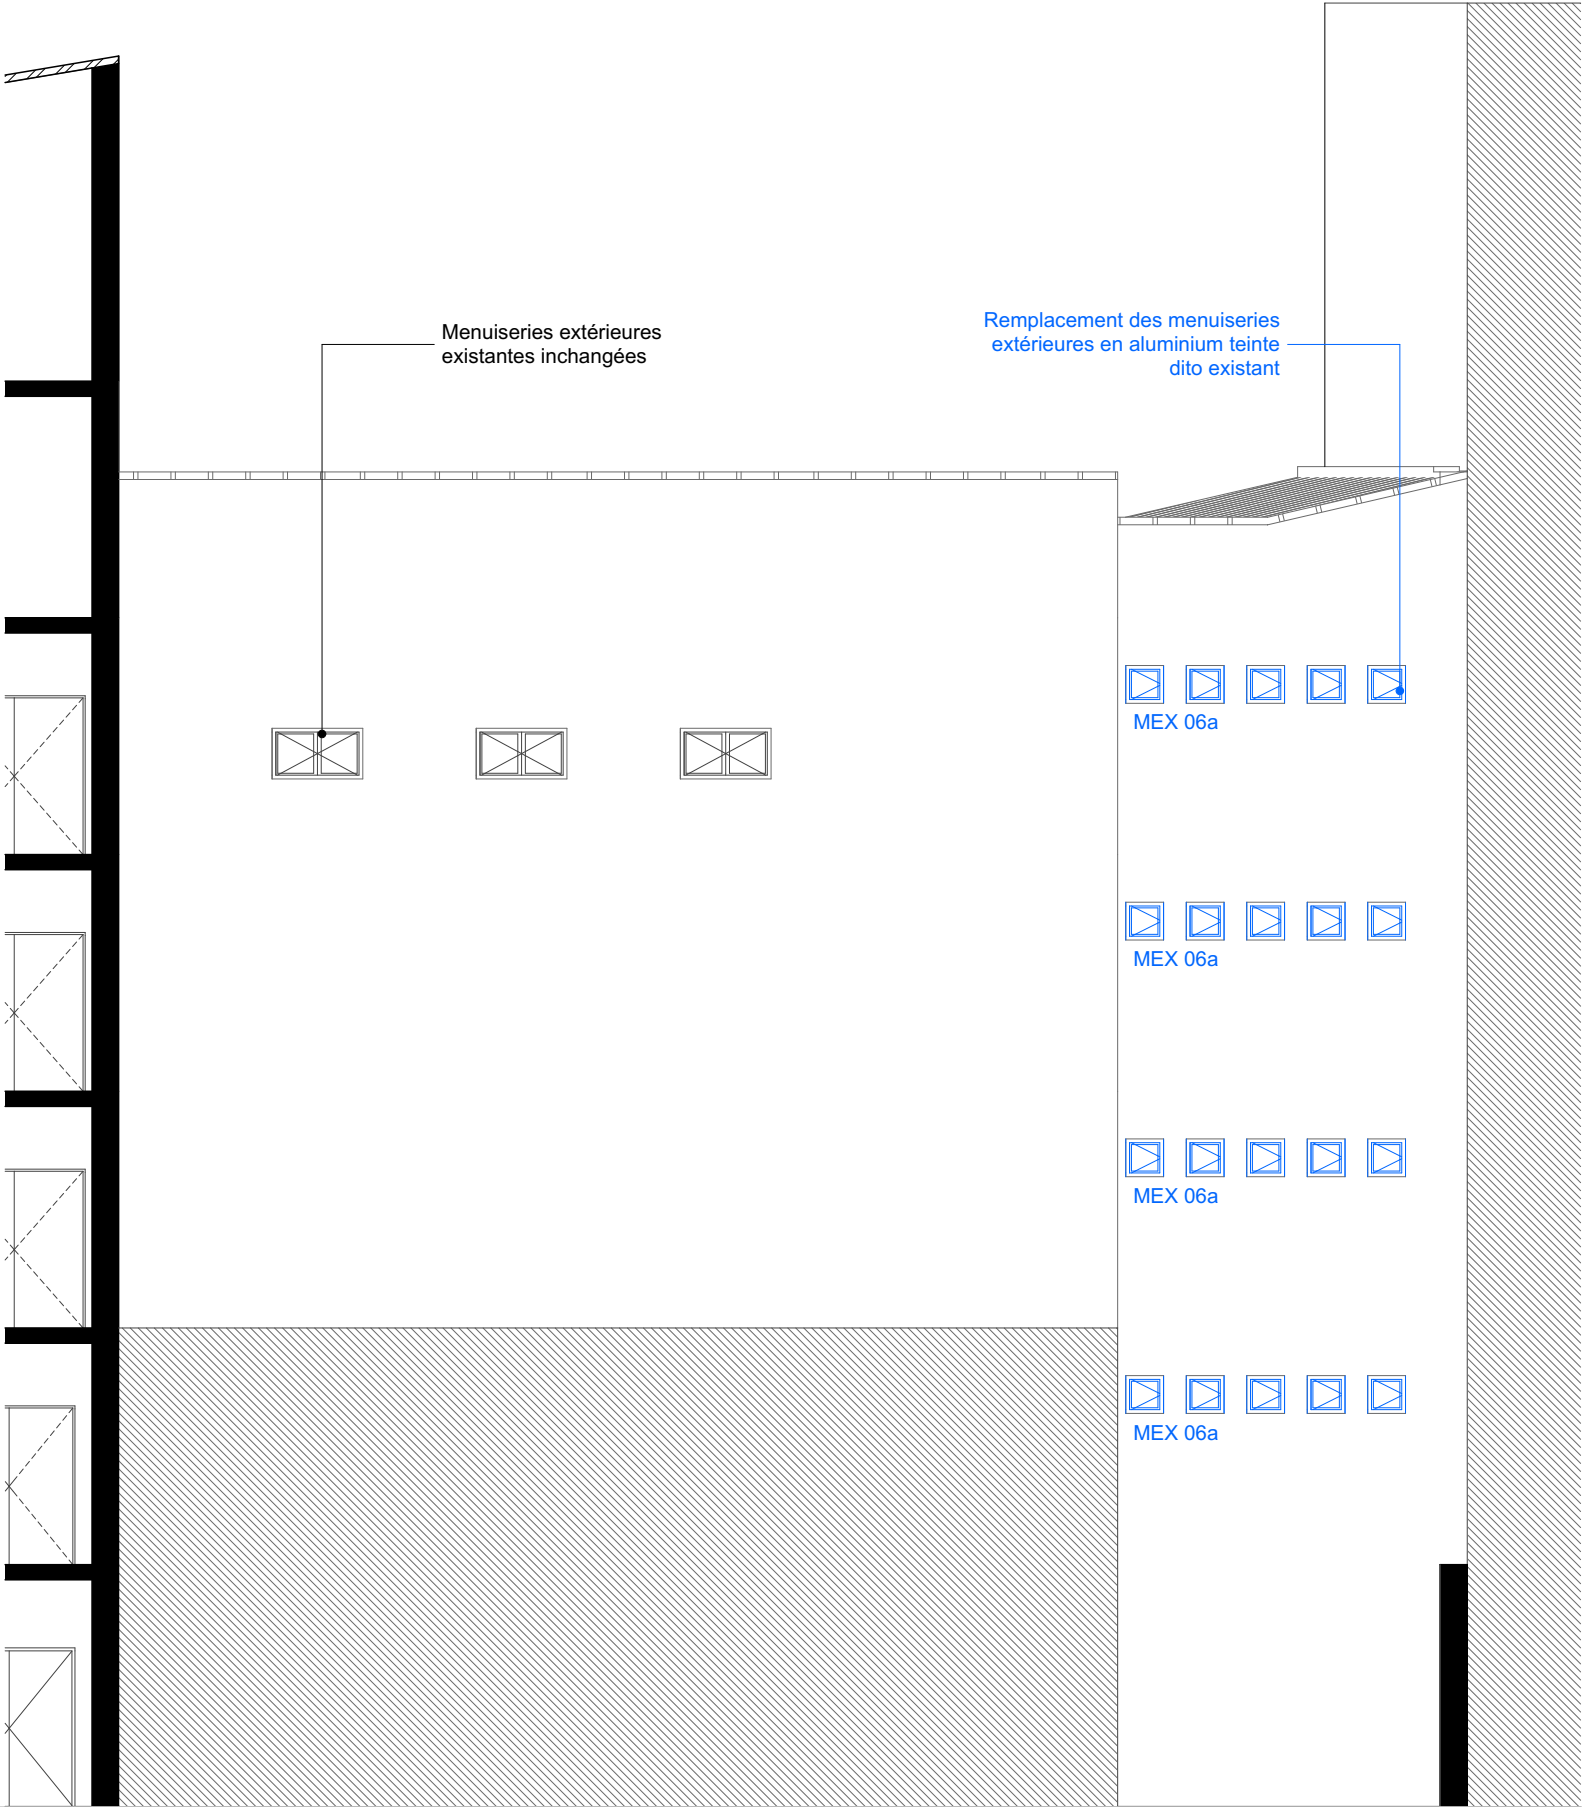 Menuiseries extérieures
existantes inchangées
Remplacement des menuiseries
extérieures en aluminium teinte
dito existant
MEX 06a
MEX 06a
MEX 06a
MEX 06a